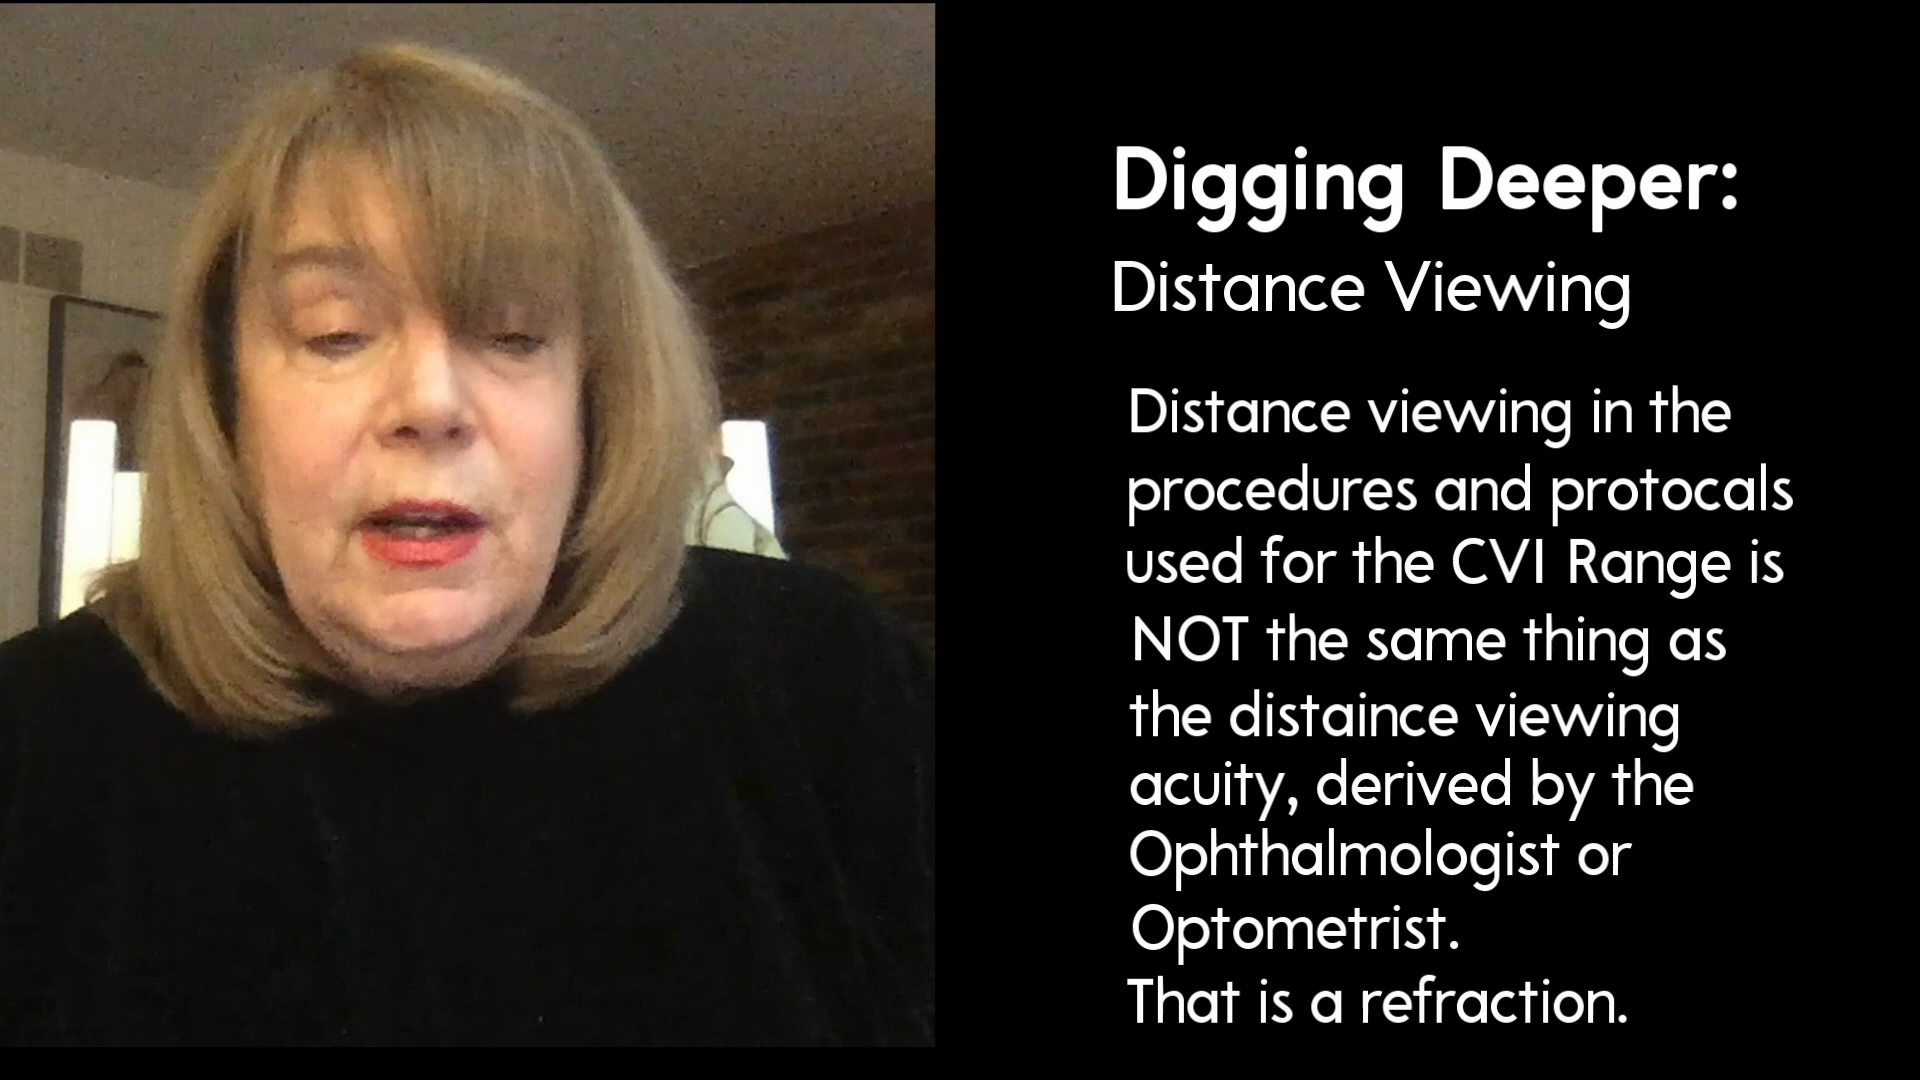 Digging Deeper:
Distance Viewing
Distance viewing in the
procedures and protocals
used for the CVI Range is
NOT the same thing as
the distaince viewing
acuity, derived by the
Ophthalmologist or
Optometrist.
That is a refraction.